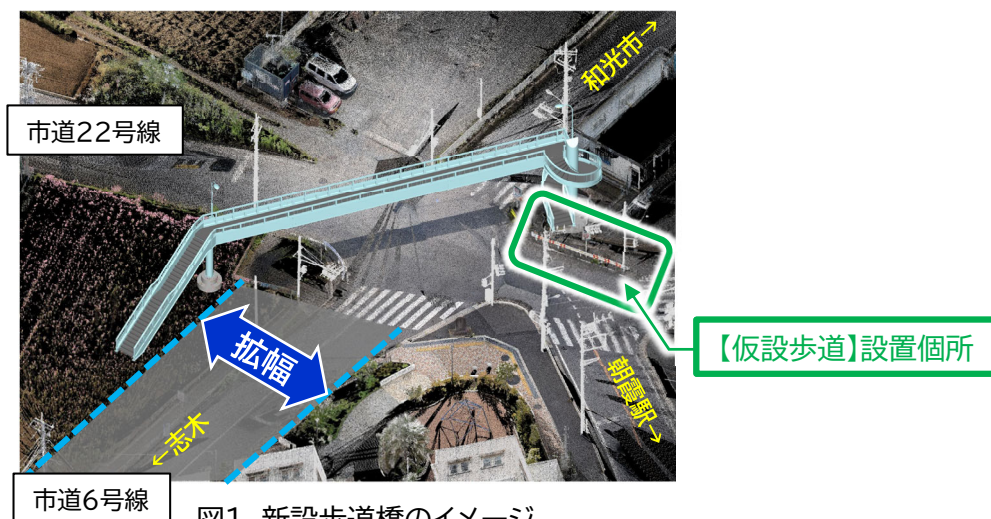 和光市→
市道22号線
【仮設歩道】設置個所
拡幅
朝霞駅→
←志木
市道6号線
図1 新設歩道橋のイメージ